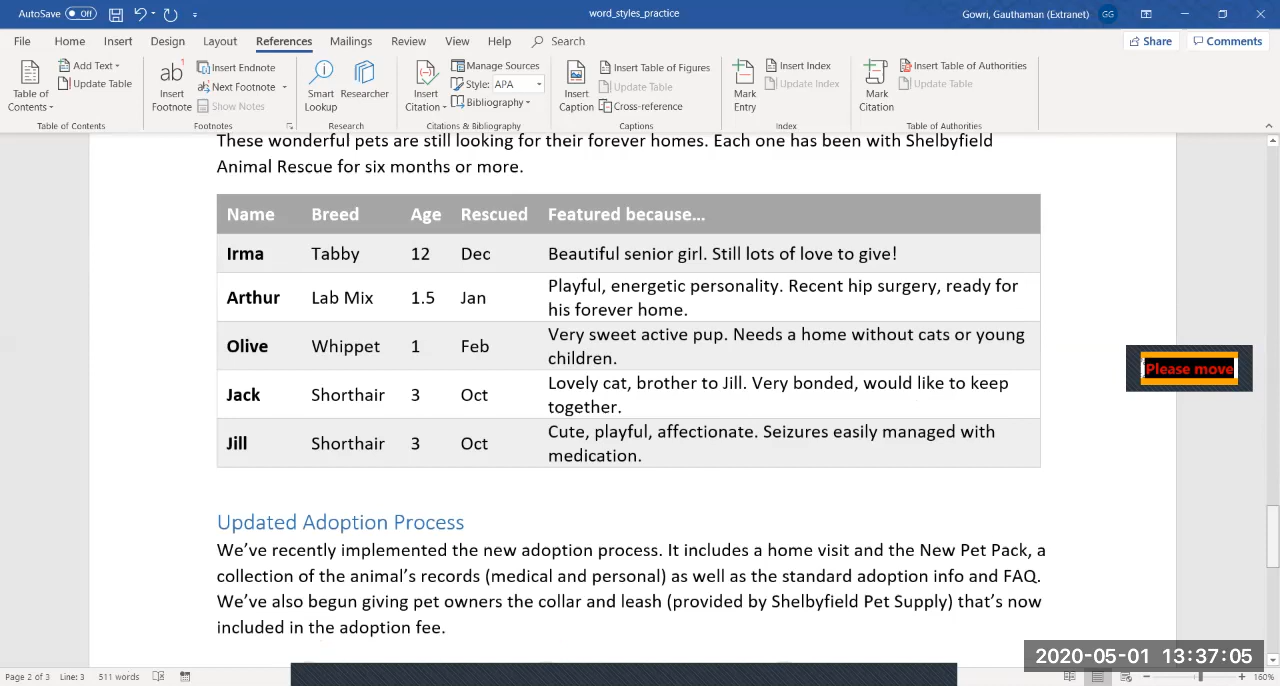 AutoSave Off word_styles_practice Gowri, Gauthaman (Extranet) GG
File Home Insert Design Layout References Mailings Review View Help Search Share Comments
Table of Contents
Add Text
Update Table
Table of Contents
Insert Footnote
Insert Endnote
Next Footnote
Show Notes
Footnotes
Smart Lookup
Researcher
Research
Insert Citation
Manage Sources
Style: APA
Bibliography
Citations & Bibliography
Insert Caption
Insert Table of Figures
Update Table
Cross-reference
Captions
Mark Entry
Insert Index
Update Index
Index
Mark Citation
Insert Table of Authorities
Update Table
Table of Authorities
These wonderful pets are still looking for their forever homes. Each one has been with Shelbyfield
Animal Rescue for six months or more.
Name Breed Age Rescued Featured because…
Irma Tabby 12 Dec Beautiful senior girl. Still lots of love to give!
Arthur Lab Mix 1.5 Jan Playful, energetic personality. Recent hip surgery, ready for
his forever home.
Olive Whippet 1 Feb Very sweet active pup. Needs a home without cats or young
children.
Jack Shorthair 3 Oct Lovely cat, brother to Jill. Very bonded, would like to keep
together.
Jill Shorthair 3 Oct Cute, playful, affectionate. Seizures easily managed with
medication.
Please move
Updated Adoption Process
We’ve recently implemented the new adoption process. It includes a home visit and the New Pet Pack, a
collection of the animal’s records (medical and personal) as well as the standard adoption info and FAQ.
We’ve also begun giving pet owners the collar and leash (provided by Shelbyfield Pet Supply) that’s now
included in the adoption fee.
2020-05-01 13:37:05
Page 2 of 3 Line: 3 511 words 160%